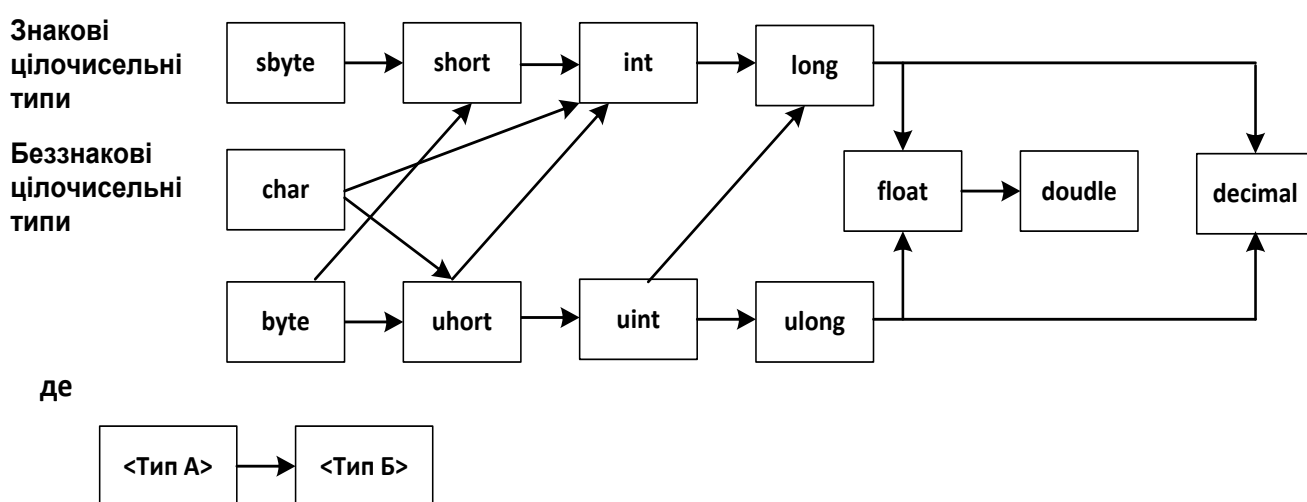 Знакові
цілочисельні
типи
sbyte
short
int
long
Беззнакові
цілочисельні
типи
char
float
doudle
decimal
byte
uhort
uint
ulong
де
<Тип А>
<Тип Б>